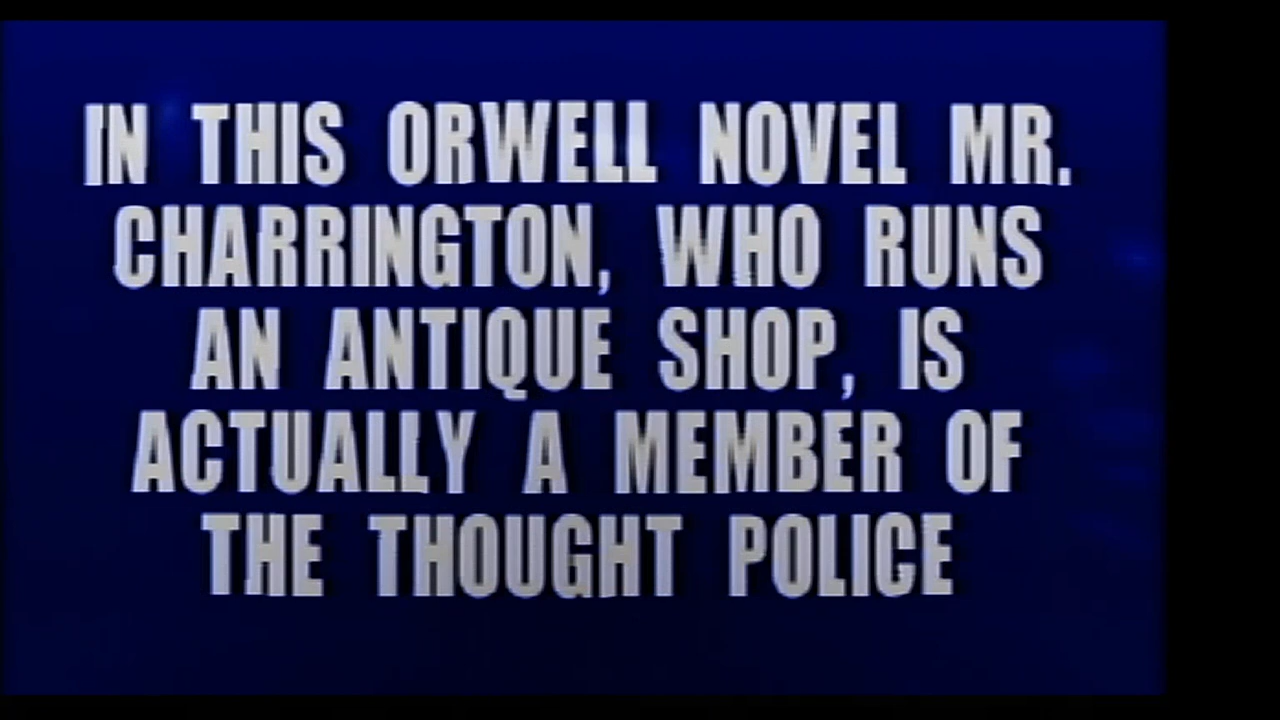 IN THIS ORWELL NOVEL MR.
CHARRINGTON, WHO RUNS
AN ANTIQUE SHOP, IS
ACTUALLY A MEMBER OF
THE THOUGHT POLICE